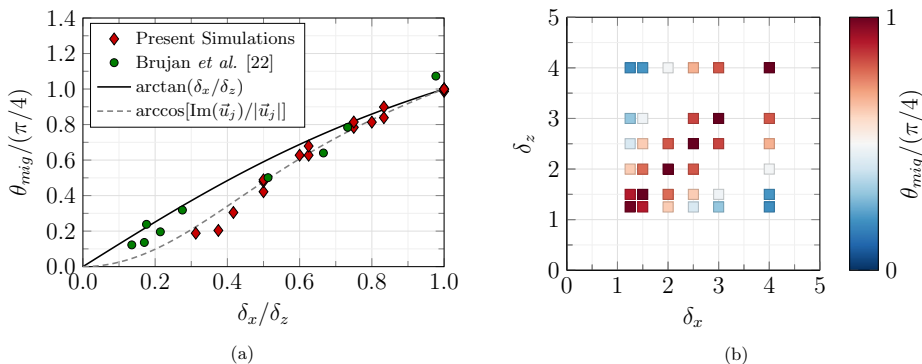 1.4
1.2
1.0
0.8
0.6
0.4
0.2
0.0
θ_mig/(π/4)
Present Simulations
Brujan et al. [22]
arctan(δ_x/δ_z)
arccos[Im(u⃗_j)/|u⃗_j|]
0.0 0.2 0.4 0.6 0.8 1.0
δ_x/δ_z
(a)
5
4
3
2
1
0
δ_z
0 1 2 3 4 5
δ_x
1
0
θ_mig/(π/4)
(b)